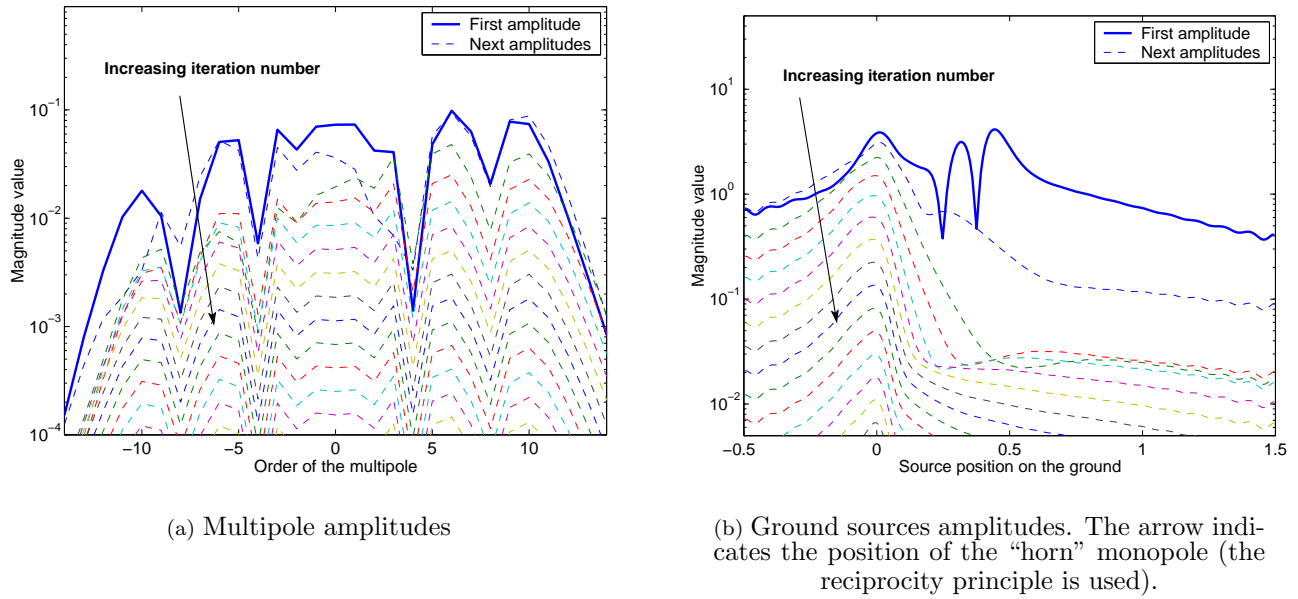 First amplitude
Next amplitudes
Increasing iteration number
10^−1
10^−2
10^−3
10^−4
Magnitude value
−10
−5
0
5
10
Order of the multipole
(a) Multipole amplitudes
First amplitude
Next amplitudes
Increasing iteration number
10^1
10^0
10^−1
10^−2
Magnitude value
−0.5
0
0.5
1
1.5
Source position on the ground
(b) Ground sources amplitudes. The arrow indi-
cates the position of the “horn” monopole (the
reciprocity principle is used).